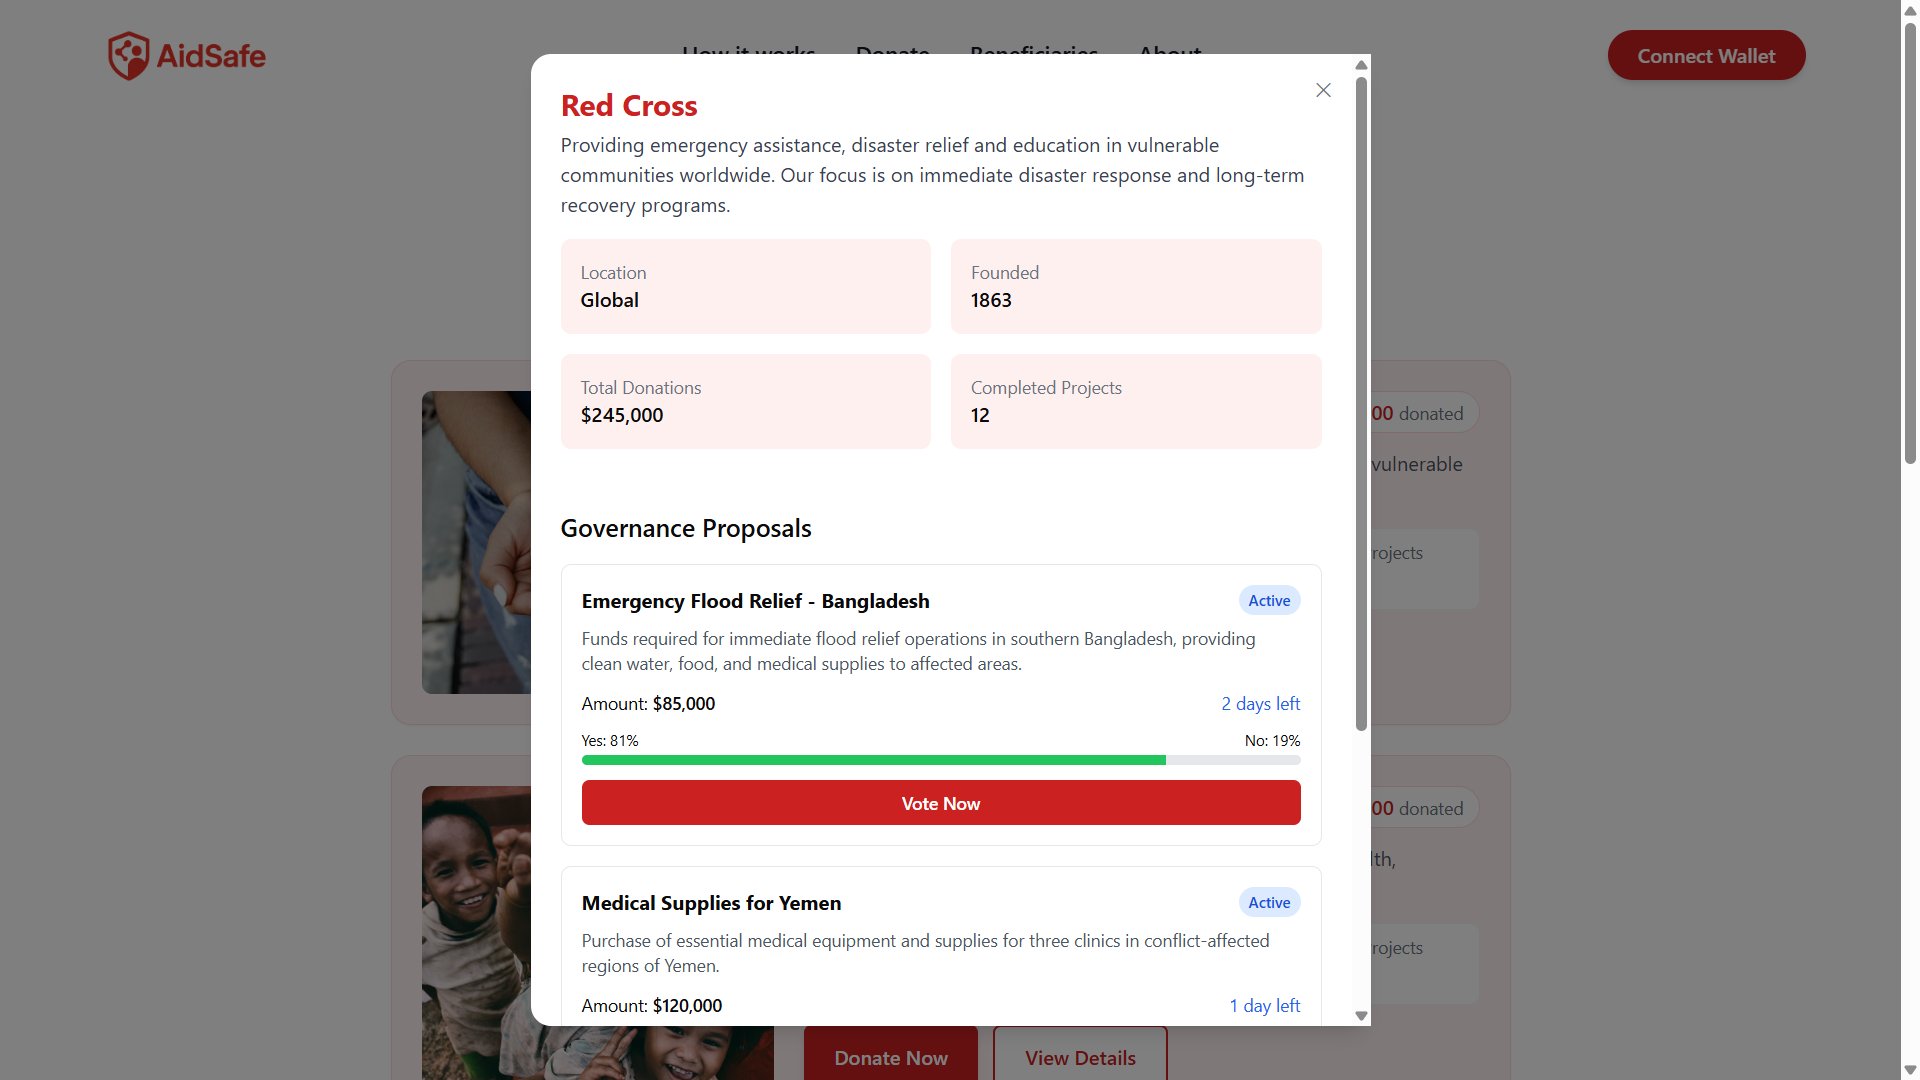 AidSafe
How it works Donate Beneficiaries About
Connect Wallet
Red Cross
Providing emergency assistance, disaster relief and education in vulnerable
communities worldwide. Our focus is on immediate disaster response and long-term
recovery programs.
Location
Global
Founded
1863
Total Donations
$245,000
Completed Projects
12
00 donated
vulnerable
rojects
Governance Proposals
Emergency Flood Relief - Bangladesh
Active
Funds required for immediate flood relief operations in southern Bangladesh, providing
clean water, food, and medical supplies to affected areas.
Amount: $85,000
2 days left
Yes: 81%
No: 19%
Vote Now
00 donated
lth,
rojects
Medical Supplies for Yemen
Active
Purchase of essential medical equipment and supplies for three clinics in conflict-affected
regions of Yemen.
Amount: $120,000
1 day left
Donate Now
View Details